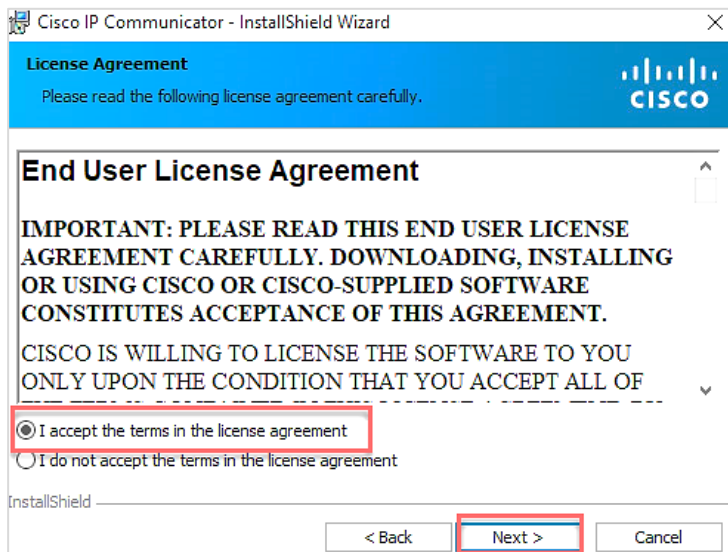 Cisco IP Communicator - InstallShield Wizard
License Agreement
Please read the following license agreement carefully.
CISCO
End User License Agreement
IMPORTANT: PLEASE READ THIS END USER LICENSE
AGREEMENT CAREFULLY. DOWNLOADING, INSTALLING
OR USING CISCO OR CISCO-SUPPLIED SOFTWARE
CONSTITUTES ACCEPTANCE OF THIS AGREEMENT.
CISCO IS WILLING TO LICENSE THE SOFTWARE TO YOU
ONLY UPON THE CONDITION THAT YOU ACCEPT ALL OF
I accept the terms in the license agreement
I do not accept the terms in the license agreement
InstallShield
< Back
Next >
Cancel